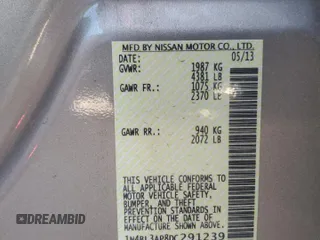 MFD BY NISSAN MOTOR CO., LTD.
DATE: 05/13
GVWR: 1987 KG
4381 LB
GAWR FR.: 1075 KG
2370 LB
GAWR RR.: 940 KG
2072 LB
THIS VEHICLE CONFORMS TO ALL
APPLICABLE FEDERAL
MOTOR VEHICLE SAFETY,
BUMPER, AND THEFT
PREVENTION STANDARDS
IN EFFECT ON THE DATE OF
MANUFACTURE SHOWN ABOVE.
1N4BL3AP8DC291239